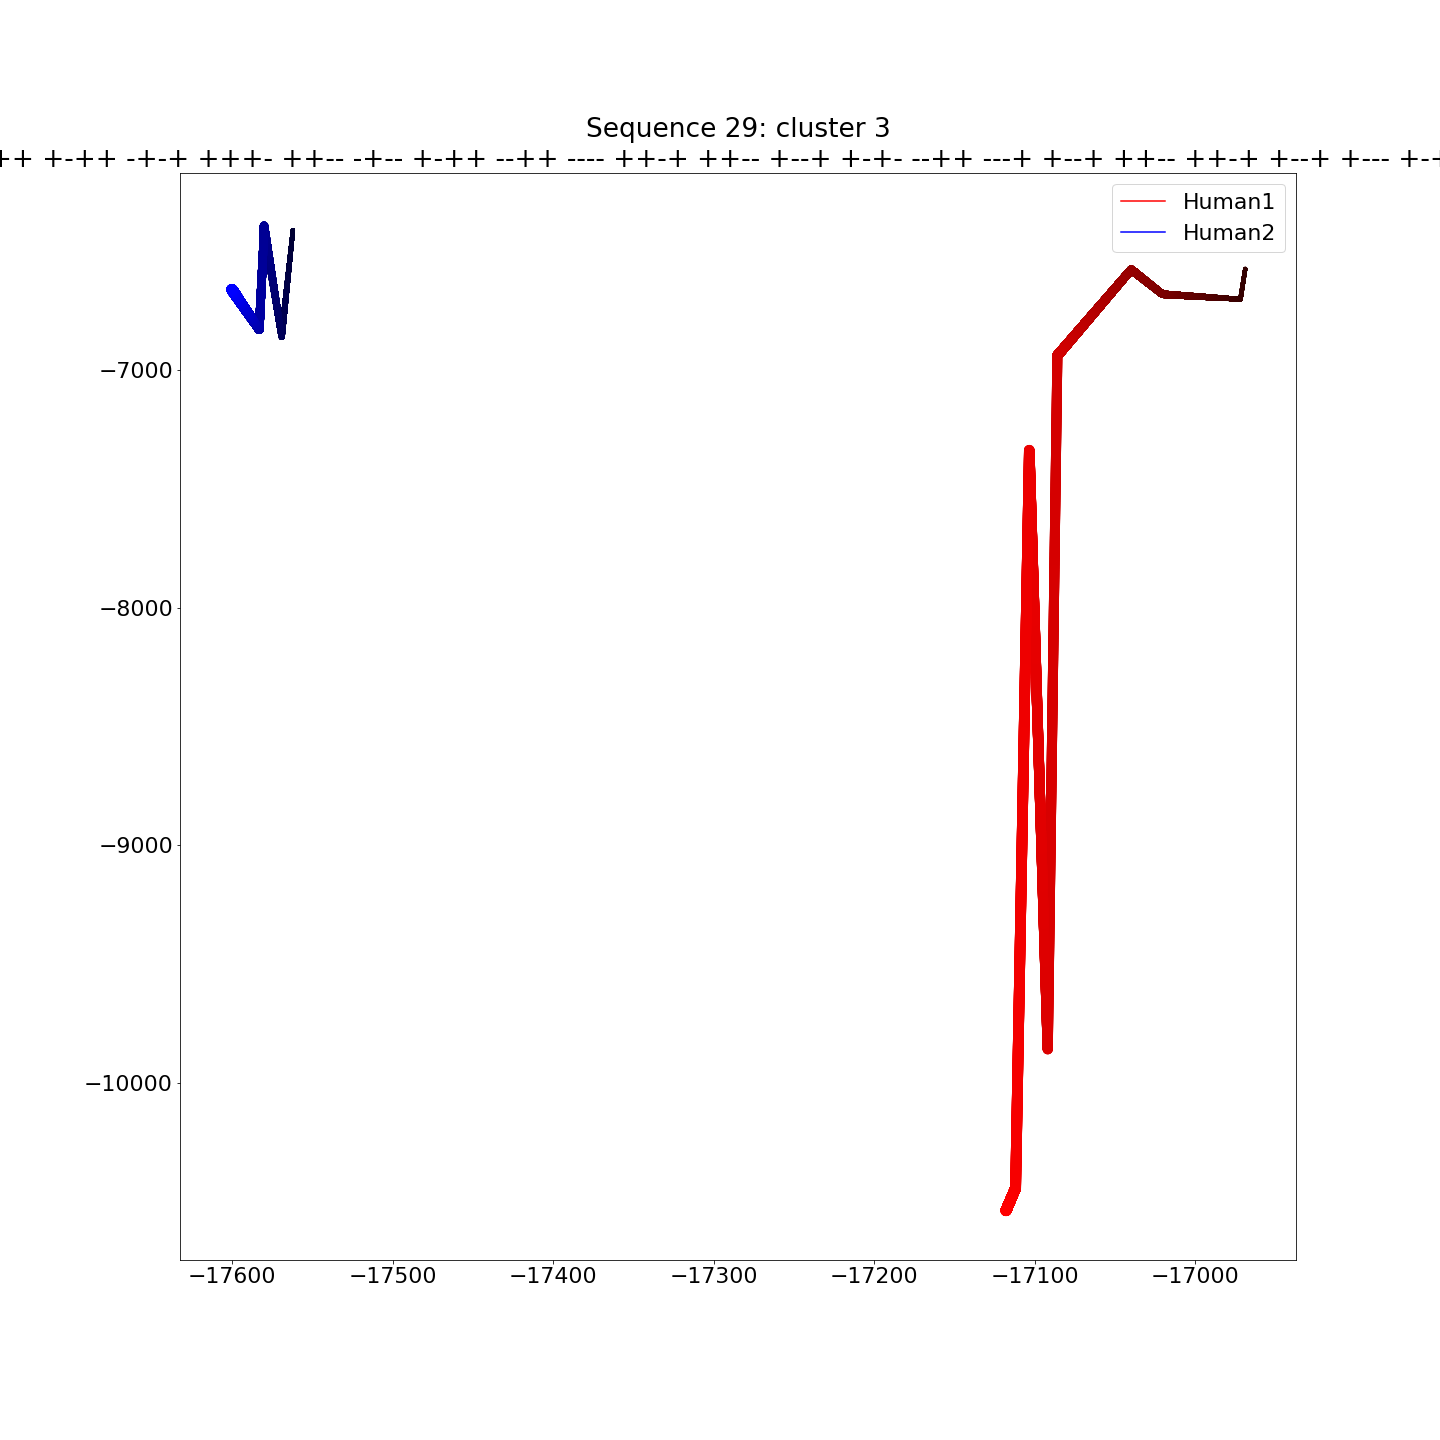 Sequence 29: cluster 3
++ +-++ -+-+ +++- ++-- -+-- +-++ --++ ---- ++-+ ++-- +--+ +-+- --++ ---+ +--+ ++-- ++-+ +--+ +--- +-+
Human1
Human2
−7000
−8000
−9000
−10000
−17600 −17500 −17400 −17300 −17200 −17100 −17000